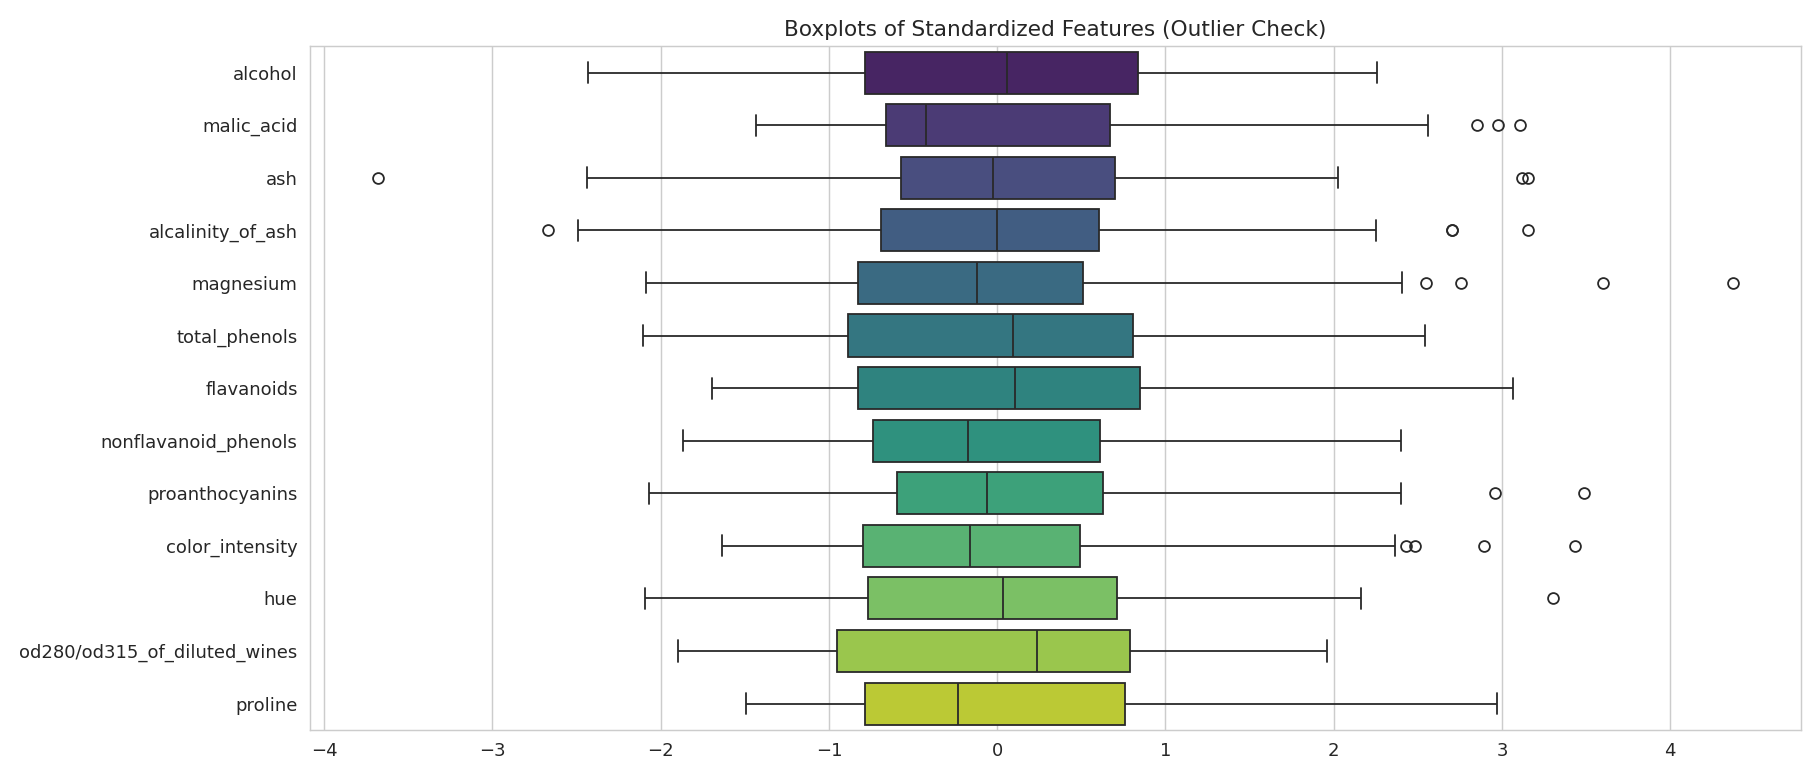 Boxplots of Standardized Features (Outlier Check)
alcohol
malic_acid
ash
alcalinity_of_ash
magnesium
total_phenols
flavanoids
nonflavanoid_phenols
proanthocyanins
color_intensity
hue
od280/od315_of_diluted_wines
proline
−4 −3 −2 −1 0 1 2 3 4